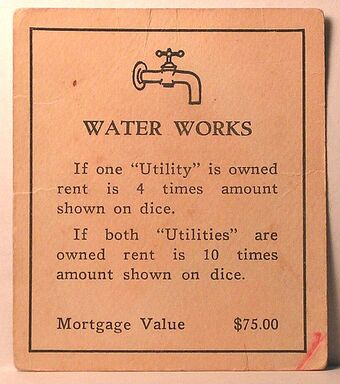 WATER WORKS
If one "Utility" is owned
rent is 4 times amount
shown on dice.
If both "Utilities" are
owned rent is 10 times
amount shown on dice.
Mortgage Value $75.00